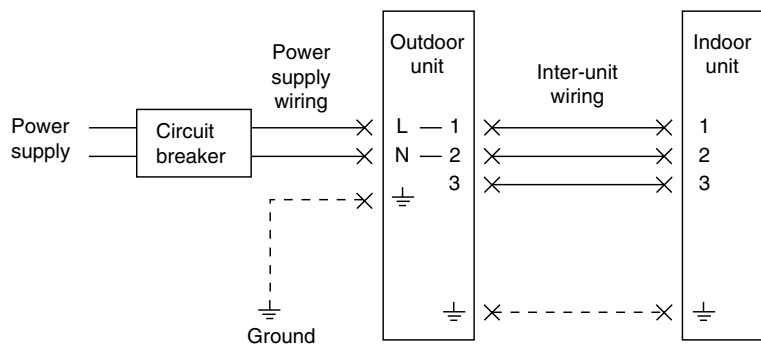 Power
supply
Circuit
breaker
Power
supply
wiring
Outdoor
unit
L 1
N 2
3
Inter-unit
wiring
Indoor
unit
1
2
3
Ground